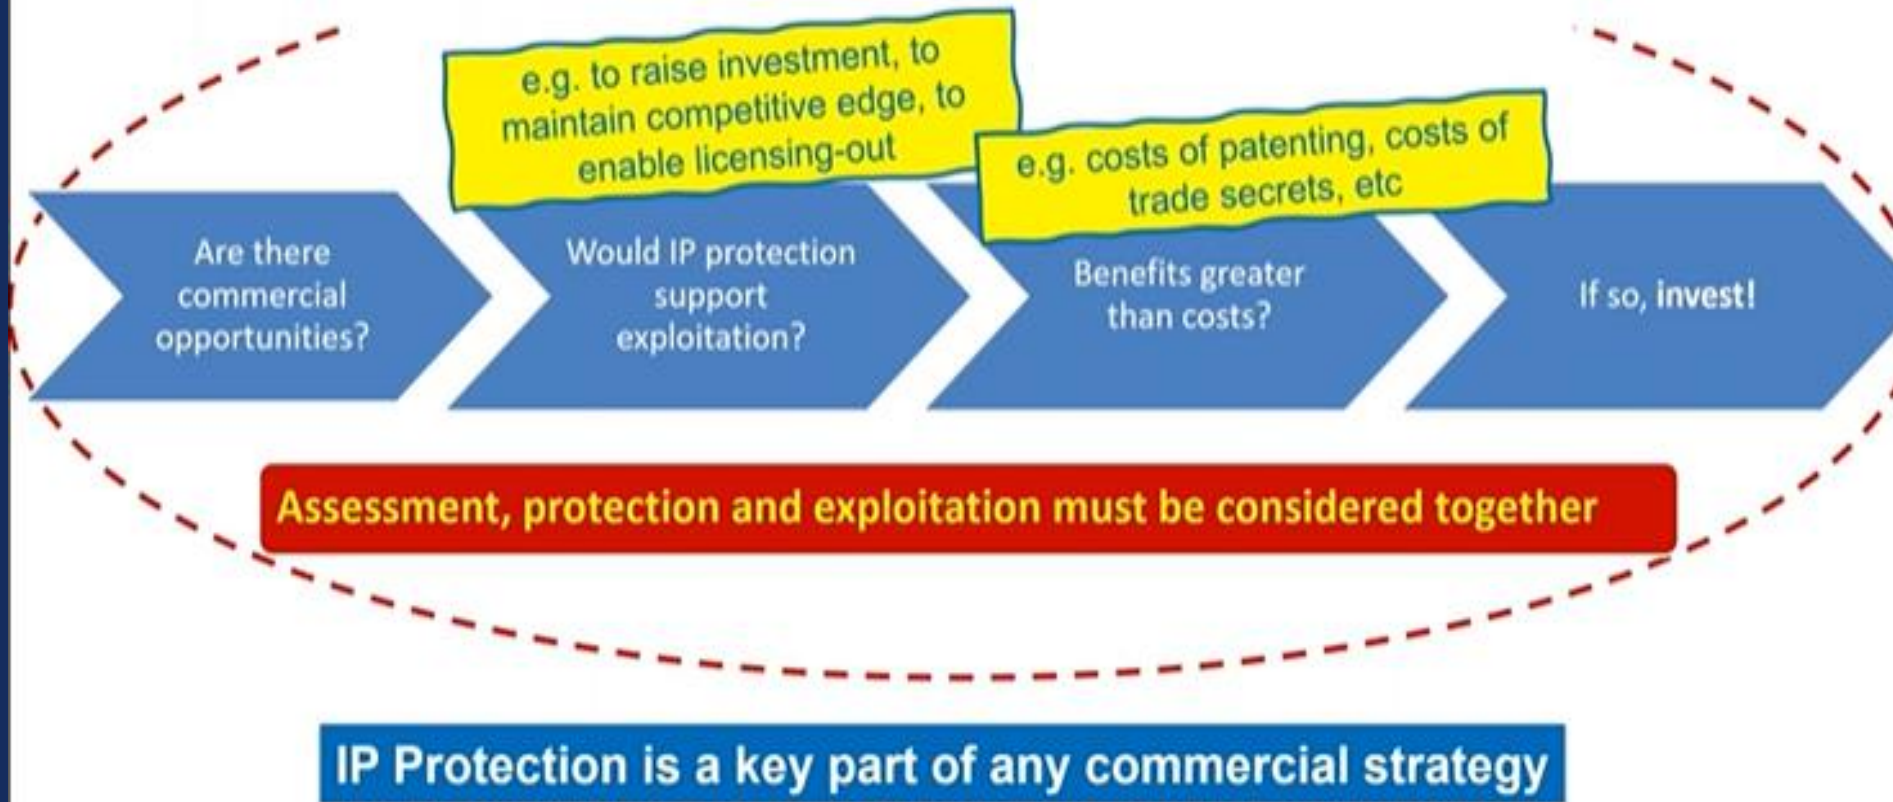 e.g. to raise investment, to
maintain competitive edge, to
enable licensing-out
e.g. costs of patenting, costs of
trade secrets, etc
Are there
commercial
opportunities?
Would IP protection
support
exploitation?
Benefits greater
than costs?
If so, invest!
Assessment, protection and exploitation must be considered together
IP Protection is a key part of any commercial strategy